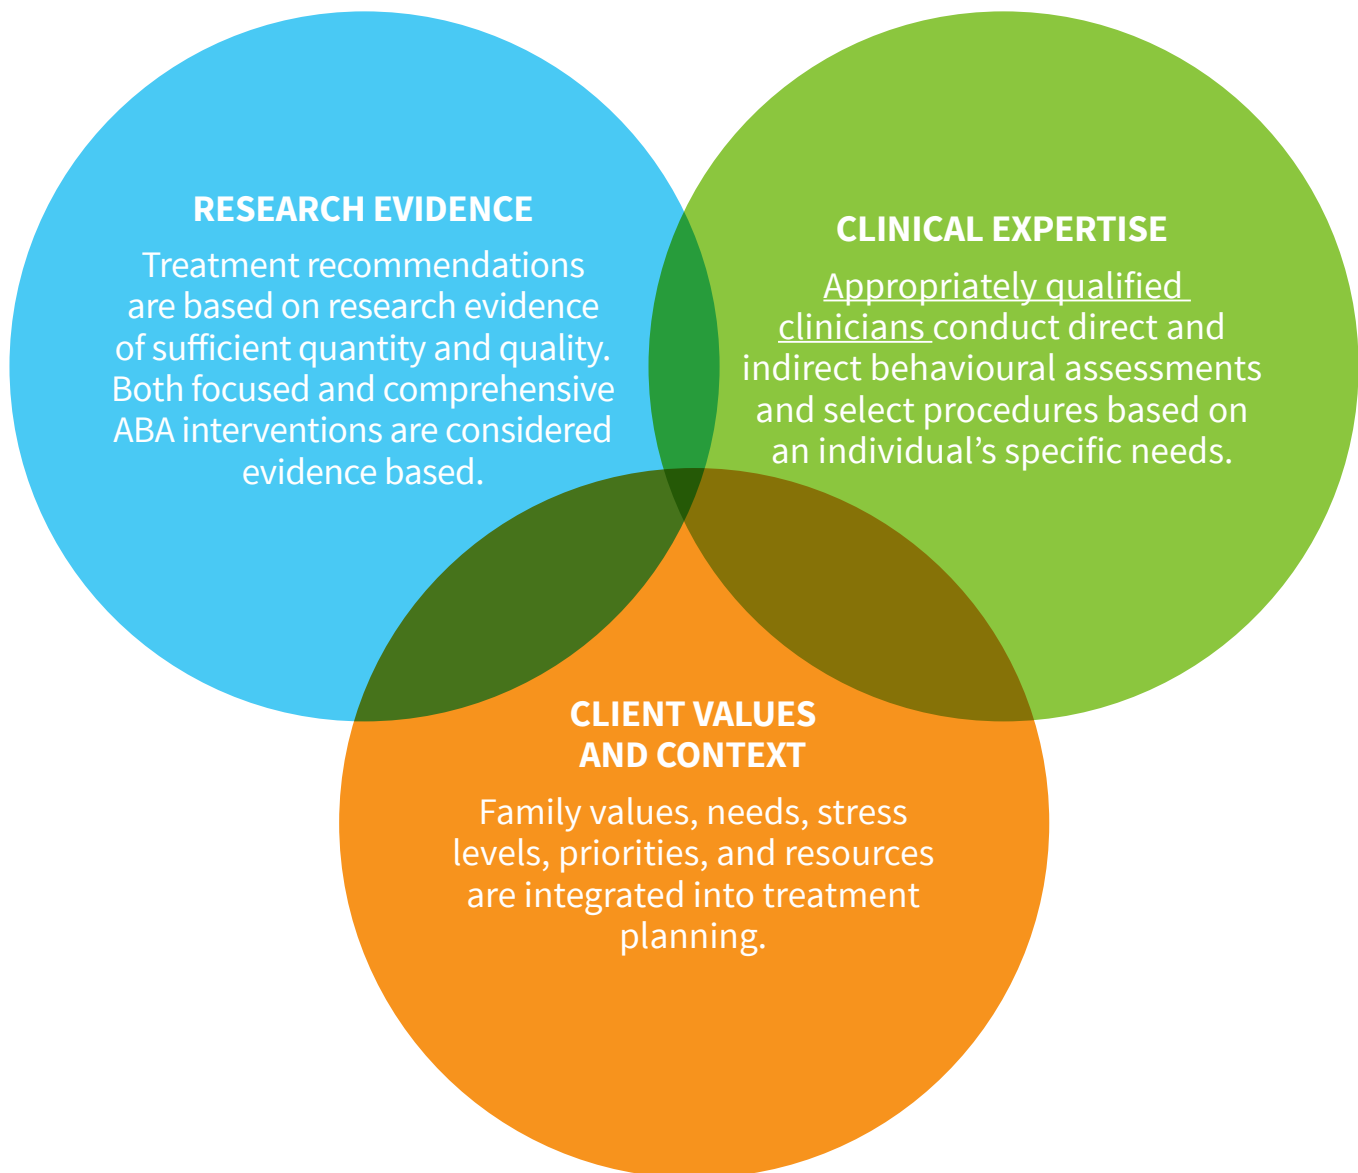 RESEARCH EVIDENCE
Treatment recommendations
are based on research evidence
of sufficient quantity and quality.
Both focused and comprehensive
ABA interventions are considered
evidence based.
CLINICAL EXPERTISE
Appropriately qualified
clinicians conduct direct and
indirect behavioural assessments
and select procedures based on
an individual’s specific needs.
CLIENT VALUES
AND CONTEXT
Family values, needs, stress
levels, priorities, and resources
are integrated into treatment
planning.